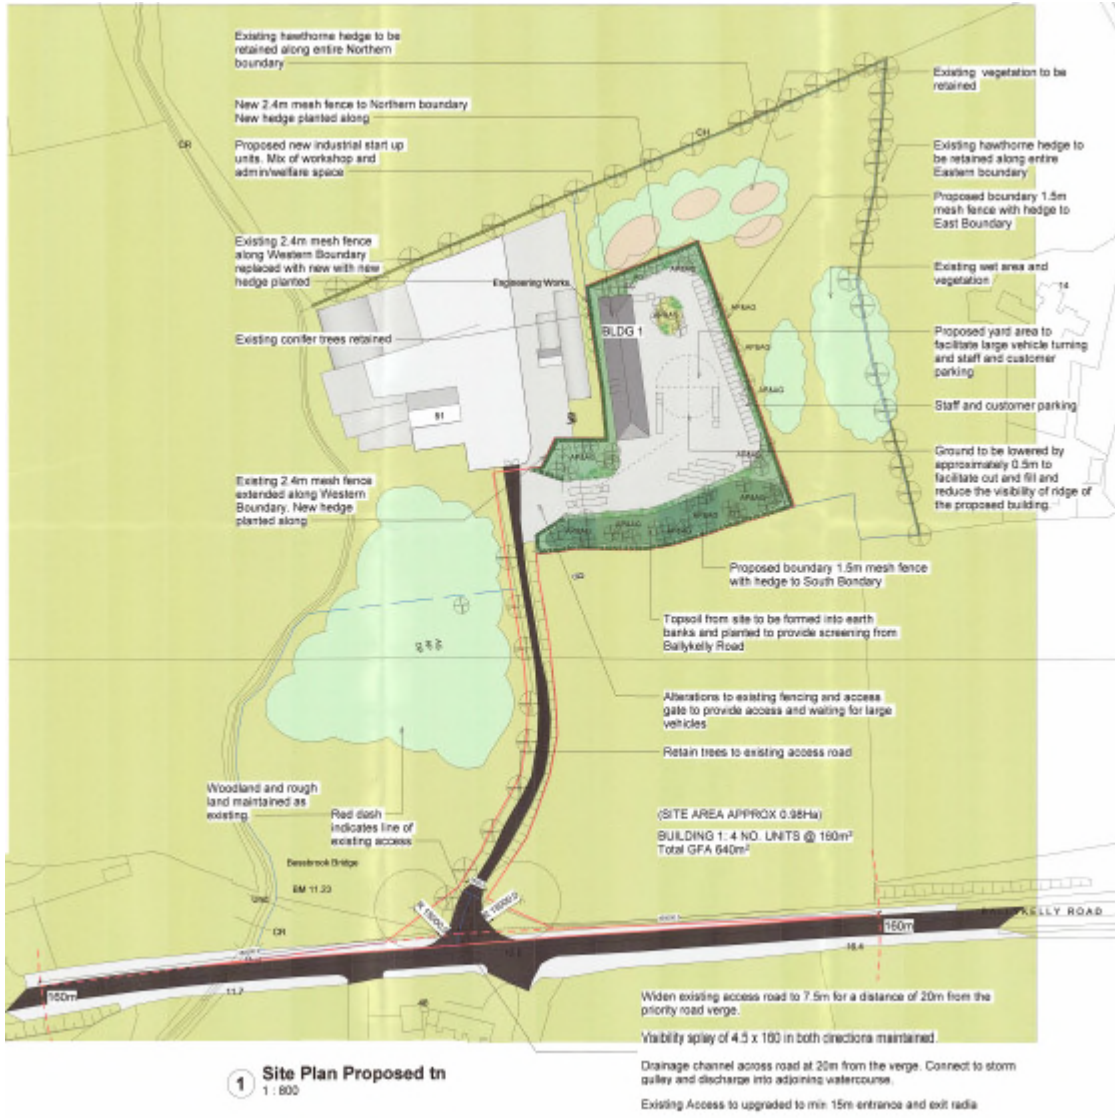 Existing hawthorne hedge to be
retained along entire Northern
boundary
New 2.4m mesh fence to Northern boundary
New hedge planted along
Proposed new industrial start up
units. Mix of workshop and
admin/welfare space
Existing 2.4m mesh fence
along Western Boundary
replaced with new with new
hedge planted
Existing conifer trees retained
Existing 2.4m mesh fence
extended along Western
Boundary. New hedge
planted along
Woodland and rough
land maintained as
existing.
Red dash
indicates line of
existing access
Existing vegetation to be
retained
Existing hawthorne hedge to
be retained along entire
Eastern boundary
Proposed boundary 1.5m
mesh fence with hedge to
East Boundary
Existing wet area and
vegetation
14
Proposed yard area to
facilitate large vehicle turning
and staff and customer
parking
Staff and customer parking
Ground to be lowered by
approximately 0.5m to
facilitate cut and fill and
reduce the visibility of ridge of
the proposed building.
Proposed boundary 1.5m mesh fence
with hedge to South Bondary
Topsoil from site to be formed into earth
banks and planted to provide screening from
Ballykelly Road
Alterations to existing fencing and access
gate to provide access and waiting for large
vehicles
Retain trees to existing access road
(SITE AREA APPROX 0.98Ha)
BUILDING 1: 4 NO. UNITS @ 160m²
Total GFA 640m²
CR
CH
Engineering Works
BLDG 1
91
Bessbrook Bridge
BM 11.23
Und
CR
11.7
16.4
160m
160m
BALLYKELLY ROAD
Widen existing access road to 7.5m for a distance of 20m from the
priority road verge.
Visibility splay of 4.5 x 160 in both directions maintained.
Drainage channel across road at 20m from the verge. Connect to storm
gulley and discharge into adjoining watercourse.
Existing Access to upgraded to min 15m entrance and exit radia
1 Site Plan Proposed tn
1 : 800